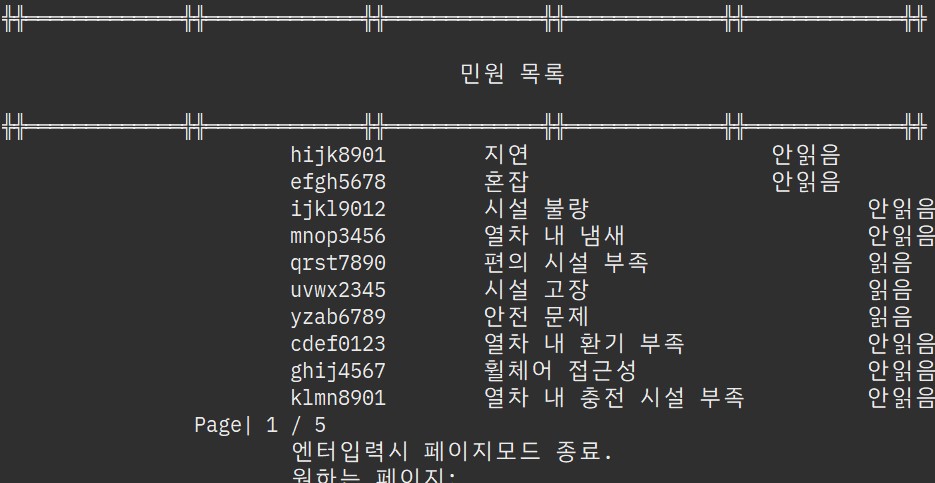 민원 목록
hijk8901 지연 안읽음
efgh5678 혼잡 안읽음
ijkl9012 시설 불량 안읽음
mnop3456 열차 내 냄새 안읽음
qrst7890 편의 시설 부족 읽음
uvwx2345 시설 고장 읽음
yzab6789 안전 문제 읽음
cdef0123 열차 내 환기 부족 안읽음
ghij4567 휠체어 접근성 안읽음
klmn8901 열차 내 충전 시설 부족 안읽음
Page| 1 / 5
엔터입력시 페이지모드 종료.
원하는 페이지: